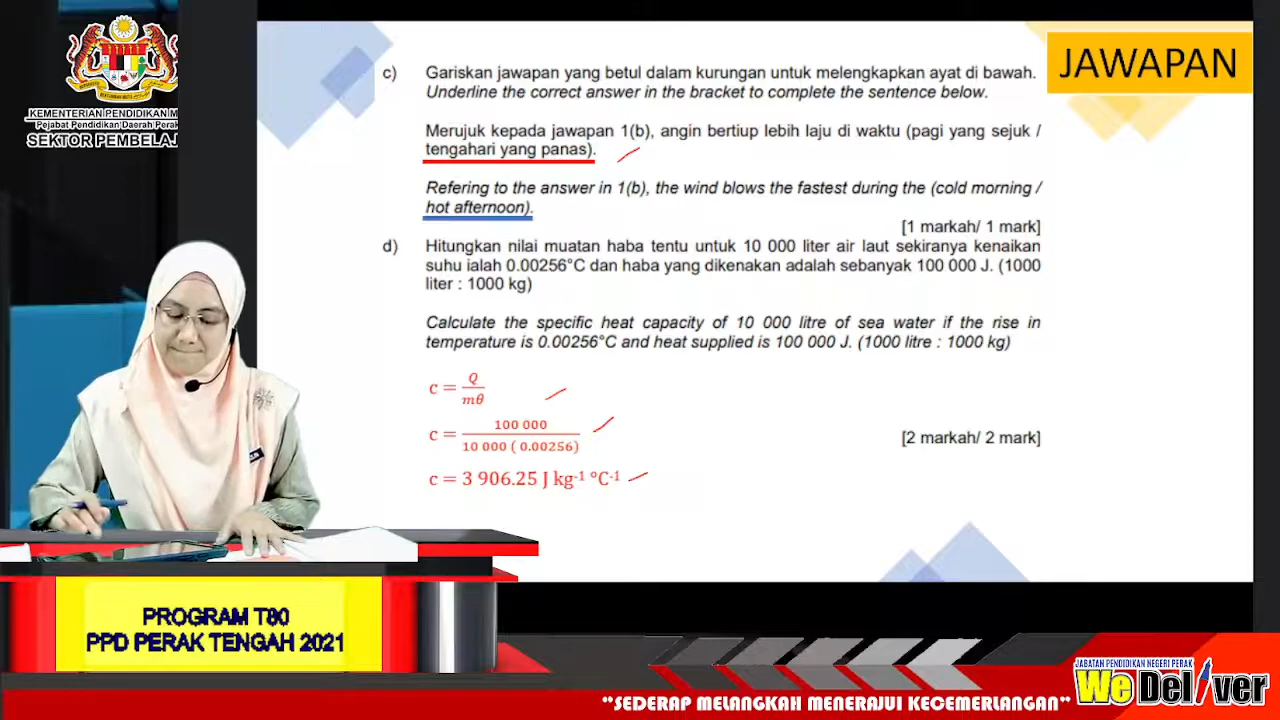 KEMENTERIAN PENDIDIKAN M
Pejabat Pendidikan Daerah Perak
SEKTOR PEMBELAJ
JAWAPAN
c) Gariskan jawapan yang betul dalam kurungan untuk melengkapkan ayat di bawah.
Underline the correct answer in the bracket to complete the sentence below.
Merujuk kepada jawapan 1(b), angin bertiup lebih laju di waktu (pagi yang sejuk /
tengahari yang panas).
Refering to the answer in 1(b), the wind blows the fastest during the (cold morning /
hot afternoon).
[1 markah/ 1 mark]
d) Hitungkan nilai muatan haba tentu untuk 10 000 liter air laut sekiranya kenaikan
suhu ialah 0.00256°C dan haba yang dikenakan adalah sebanyak 100 000 J. (1000
liter : 1000 kg)
Calculate the specific heat capacity of 10 000 litre of sea water if the rise in
temperature is 0.00256°C and heat supplied is 100 000 J. (1000 litre : 1000 kg)
c = Q/mθ
c = 100 000/10 000 ( 0.00256)
[2 markah/ 2 mark]
c = 3 906.25 J kg⁻¹ °C⁻¹
PROGRAM T80
PPD PERAK TENGAH 2021
JABATAN PENDIDIKAN NEGERI PERAK
We Deliver
"SEDERAP MELANGKAH MENERAJUI KECEMERLANGAN"